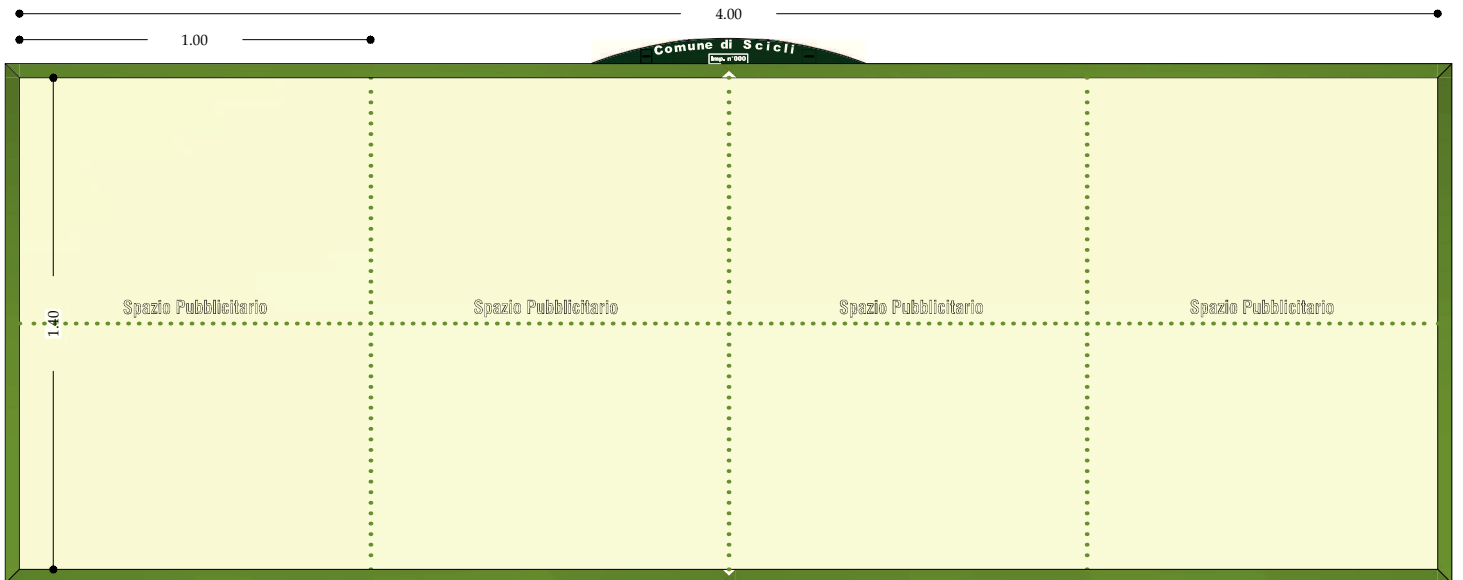 4.00
1.00
Comune di Scicli
Imp. n°000
Spazio Pubblicitario Spazio Pubblicitario Spazio Pubblicitario Spazio Pubblicitario
1.40